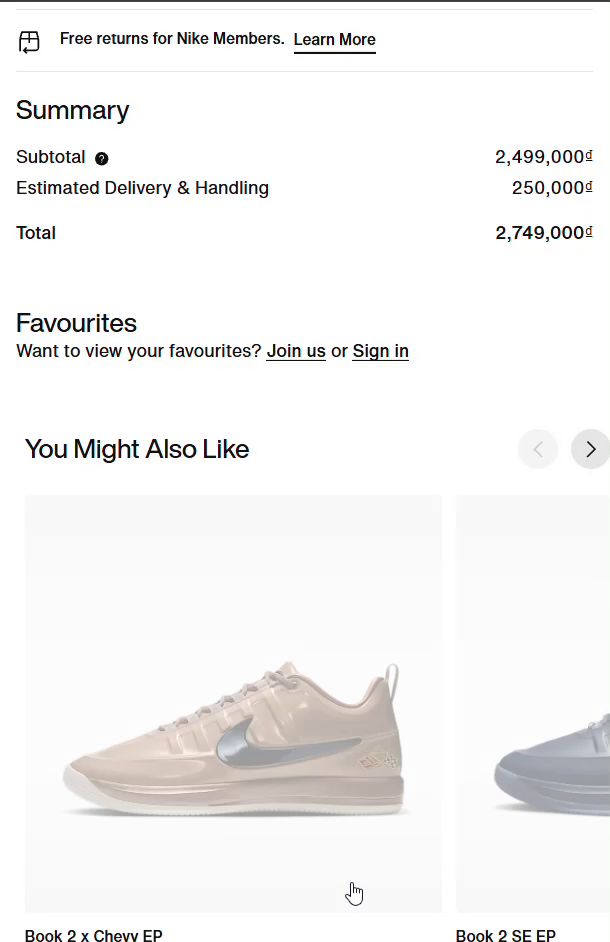 Free returns for Nike Members. Learn More
Summary
Subtotal ?
2,499,000₫
Estimated Delivery & Handling
250,000₫
Total
2,749,000₫
Favourites
Want to view your favourites? Join us or Sign in
You Might Also Like
Book 2 x Chevy EP
Book 2 SE EP